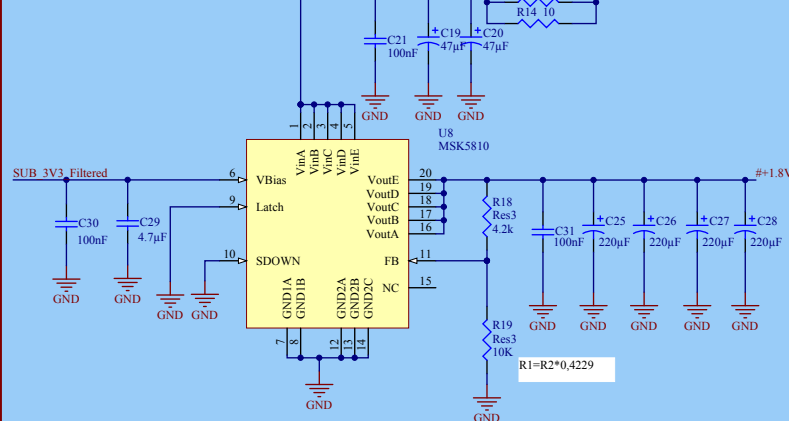 R14 10
C21
100nF
+ C19
47µF
+ C20
47µF
GND
GND
GND
U8
MSK5810
1
2
3
4
5
VinA
VinB
VinC
VinD
VinE
SUB_3V3_Filtered
6
VBias
9
Latch
10
SDOWN
VoutE
20
VoutD
19
VoutC
18
VoutB
17
VoutA
16
FB
11
NC
15
GND1A
GND1B
GND2A
GND2B
GND2C
7
8
12
13
14
C30
100nF
C29
4.7µF
GND
GND
GND
GND
GND
R18
Res3
4.2k
R19
Res3
10K
GND
R1=R2*0,4229
#+1.8V
C31
100nF
+ C25
220µF
+ C26
220µF
+ C27
220µF
+ C28
220µF
GND
GND
GND
GND
GND